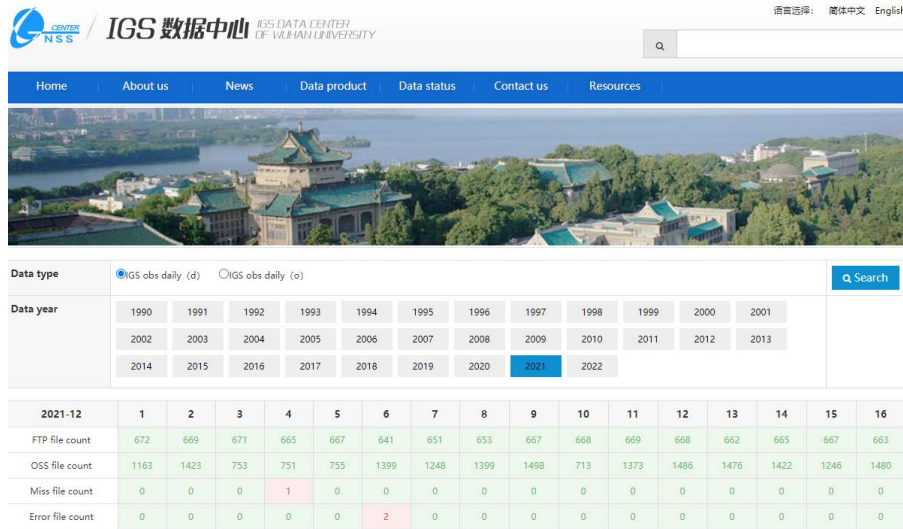 语言选择: 简体中文 English
CENTER
NSS
IGS 数据中心
IGS DATA CENTER
OF WUHAN UNIVERSITY
Home About us News Data product Data status Contact us Resources
Data type IGS obs daily (d) IGS obs daily (o) Search
Data year 1990 1991 1992 1993 1994 1995 1996 1997 1998 1999 2000 2001
2002 2003 2004 2005 2006 2007 2008 2009 2010 2011 2012 2013
2014 2015 2016 2017 2018 2019 2020 2021 2022
2021-12 1 2 3 4 5 6 7 8 9 10 11 12 13 14 15 16
FTP file count 672 669 671 665 667 641 651 653 667 668 669 668 662 665 667 663
OSS file count 1163 1423 753 751 755 1399 1248 1399 1498 713 1373 1486 1476 1422 1246 1480
Miss file count 0 0 0 1 0 0 0 0 0 0 0 0 0 0 0 0
Error file count 0 0 0 0 0 2 0 0 0 0 0 0 0 0 0 0